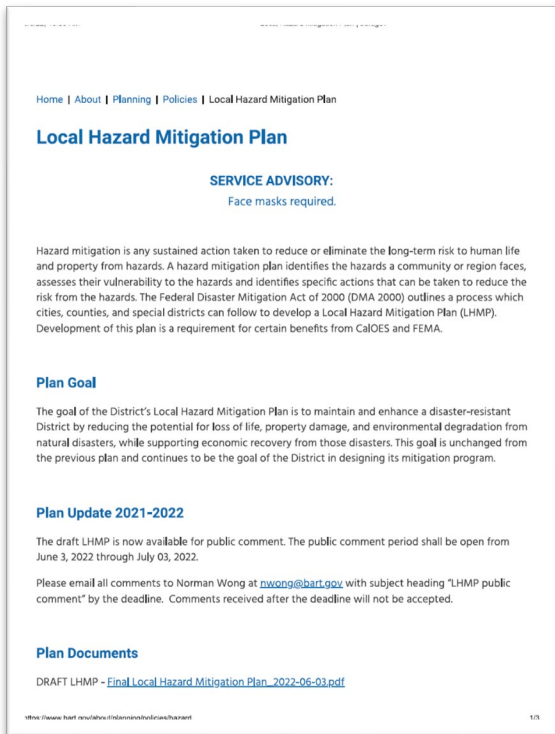 Home | About | Planning | Policies | Local Hazard Mitigation Plan
Local Hazard Mitigation Plan
SERVICE ADVISORY:
Face masks required.
Hazard mitigation is any sustained action taken to reduce or eliminate the long-term risk to human life
and property from hazards. A hazard mitigation plan identifies the hazards a community or region faces,
assesses their vulnerability to the hazards and identifies specific actions that can be taken to reduce the
risk from the hazards. The Federal Disaster Mitigation Act of 2000 (DMA 2000) outlines a process which
cities, counties, and special districts can follow to develop a Local Hazard Mitigation Plan (LHMP).
Development of this plan is a requirement for certain benefits from CalOES and FEMA.
Plan Goal
The goal of the District's Local Hazard Mitigation Plan is to maintain and enhance a disaster-resistant
District by reducing the potential for loss of life, property damage, and environmental degradation from
natural disasters, while supporting economic recovery from those disasters. This goal is unchanged from
the previous plan and continues to be the goal of the District in designing its mitigation program.
Plan Update 2021-2022
The draft LHMP is now available for public comment. The public comment period shall be open from
June 3, 2022 through July 03, 2022.
Please email all comments to Norman Wong at nwong@bart.gov with subject heading "LHMP public
comment" by the deadline. Comments received after the deadline will not be accepted.
Plan Documents
DRAFT LHMP - Final Local Hazard Mitigation Plan_2022-06-03.pdf
https://www.bart.gov/about/planning/policies/hazard 1/3